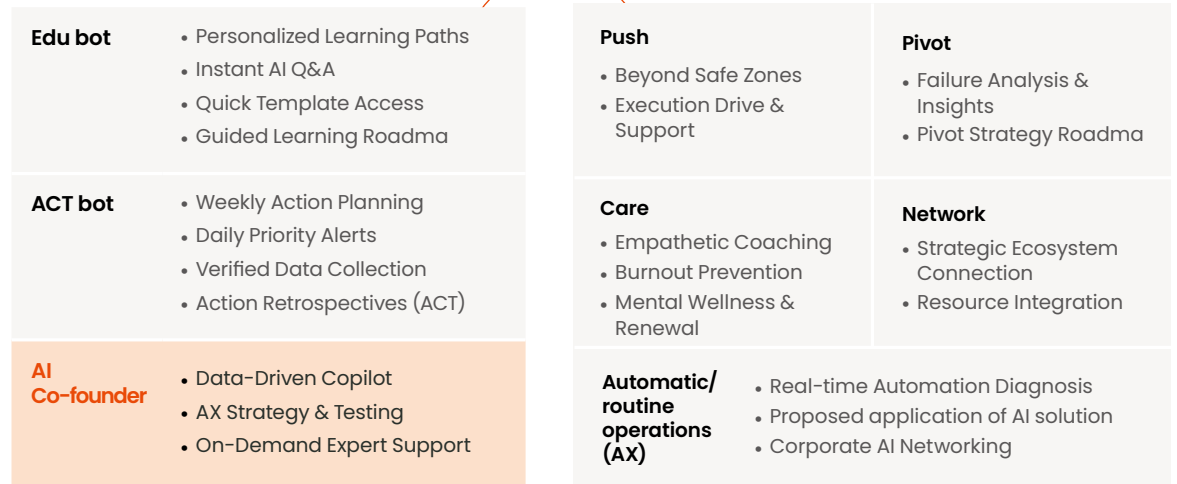 Edu bot
• Personalized Learning Paths
• Instant AI Q&A
• Quick Template Access
• Guided Learning Roadma
ACT bot
• Weekly Action Planning
• Daily Priority Alerts
• Verified Data Collection
• Action Retrospectives (ACT)
AI
Co-founder
• Data-Driven Copilot
• AX Strategy & Testing
• On-Demand Expert Support
Push
• Beyond Safe Zones
• Execution Drive &
Support
Pivot
• Failure Analysis &
Insights
• Pivot Strategy Roadma
Care
• Empathetic Coaching
• Burnout Prevention
• Mental Wellness &
Renewal
Network
• Strategic Ecosystem
Connection
• Resource Integration
Automatic/
routine
operations
(AX)
• Real-time Automation Diagnosis
• Proposed application of AI solution
• Corporate AI Networking